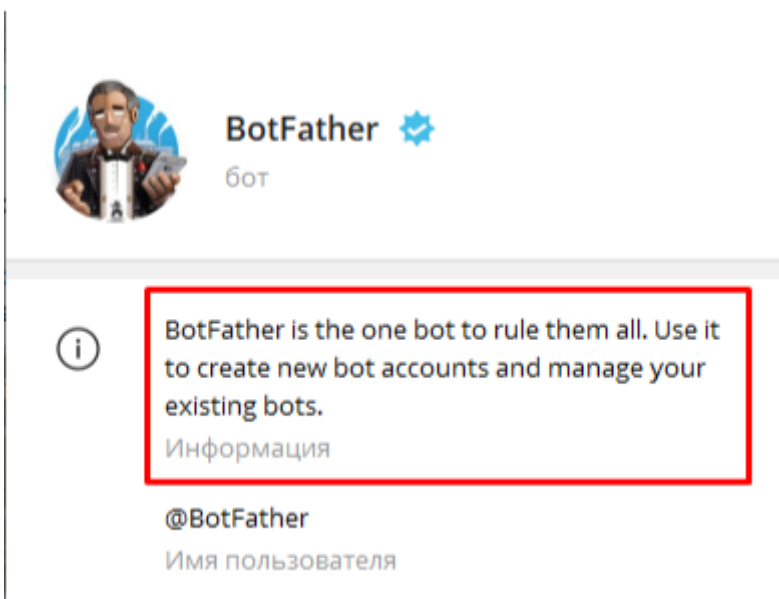 BotFather
бот
BotFather is the one bot to rule them all. Use it
to create new bot accounts and manage your
existing bots.
Информация
@BotFather
Имя пользователя